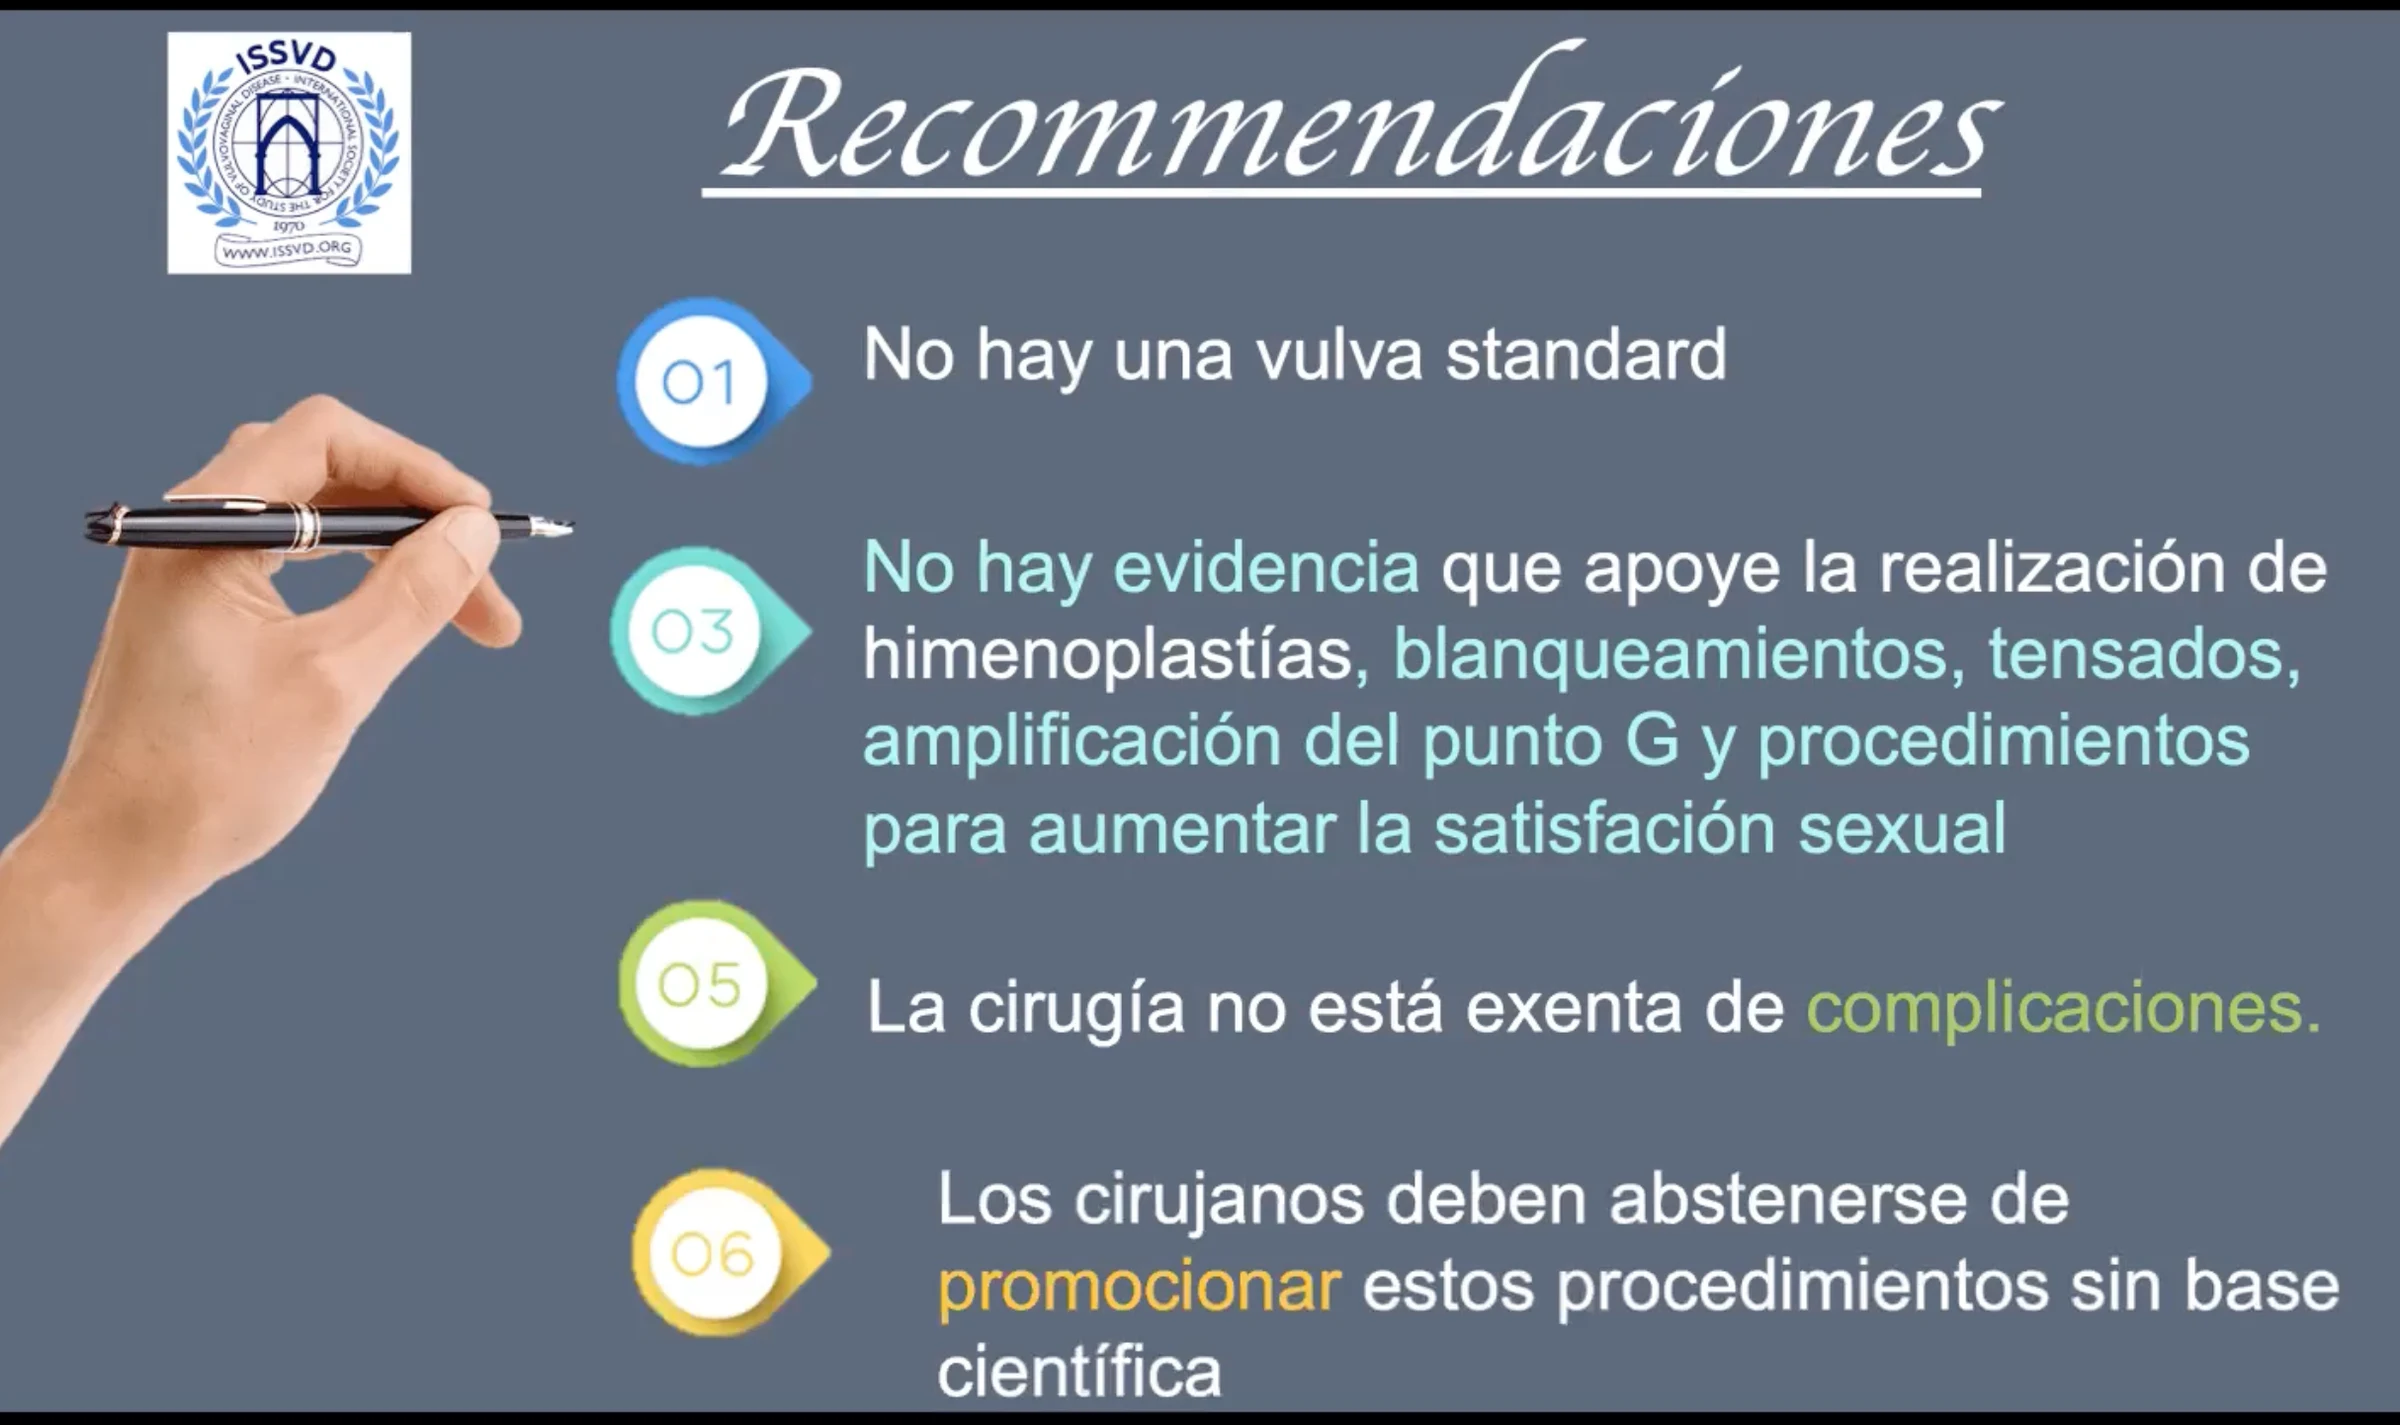 ISSVD
INTERNATIONAL SOCIETY FOR THE STUDY OF VULVOVAGINAL DISEASE
1970
WWW.ISSVD.ORG
Recommendaciones
01
No hay una vulva standard
03
No hay evidencia que apoye la realización de
himenoplastías, blanqueamientos, tensados,
amplificación del punto G y procedimientos
para aumentar la satisfación sexual
05
La cirugía no está exenta de complicaciones.
06
Los cirujanos deben abstenerse de
promocionar estos procedimientos sin base
científica